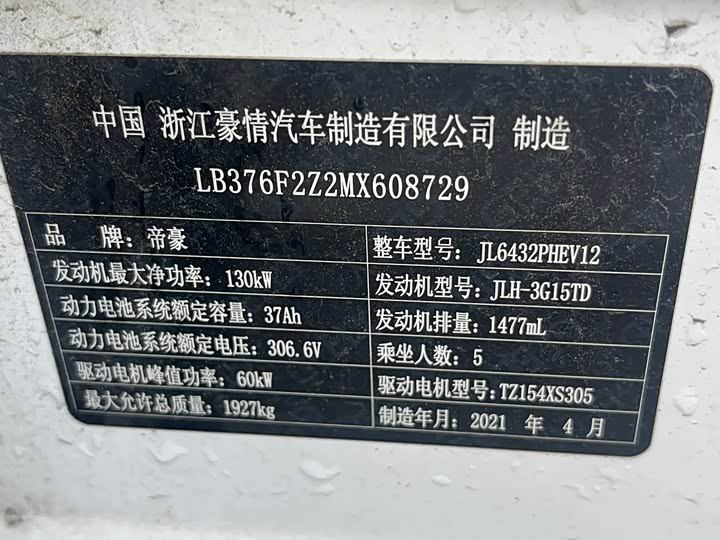 中国 浙江豪情汽车制造有限公司 制造
LB376F2Z2MX608729
品 牌：帝豪 整车型号：JL6432PHEV12
发动机最大净功率：130kW 发动机型号：JLH-3G15TD
动力电池系统额定容量：37Ah 发动机排量：1477mL
动力电池系统额定电压：306.6V 乘坐人数：5
驱动电机峰值功率：60kW 驱动电机型号：TZ154XS305
最大允许总质量：1927kg 制造年月：2021 年 4 月